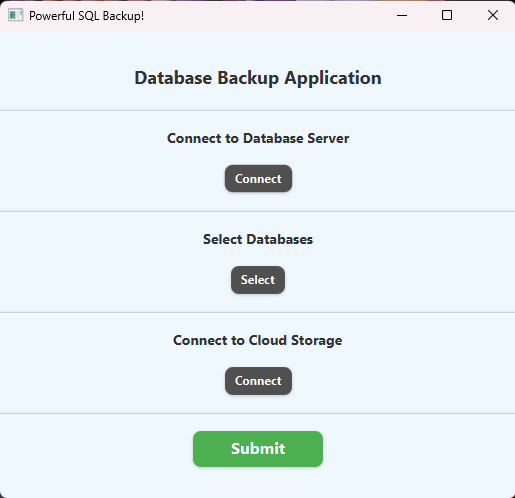 Powerful SQL Backup!
Database Backup Application
Connect to Database Server
Connect
Select Databases
Select
Connect to Cloud Storage
Connect
Submit